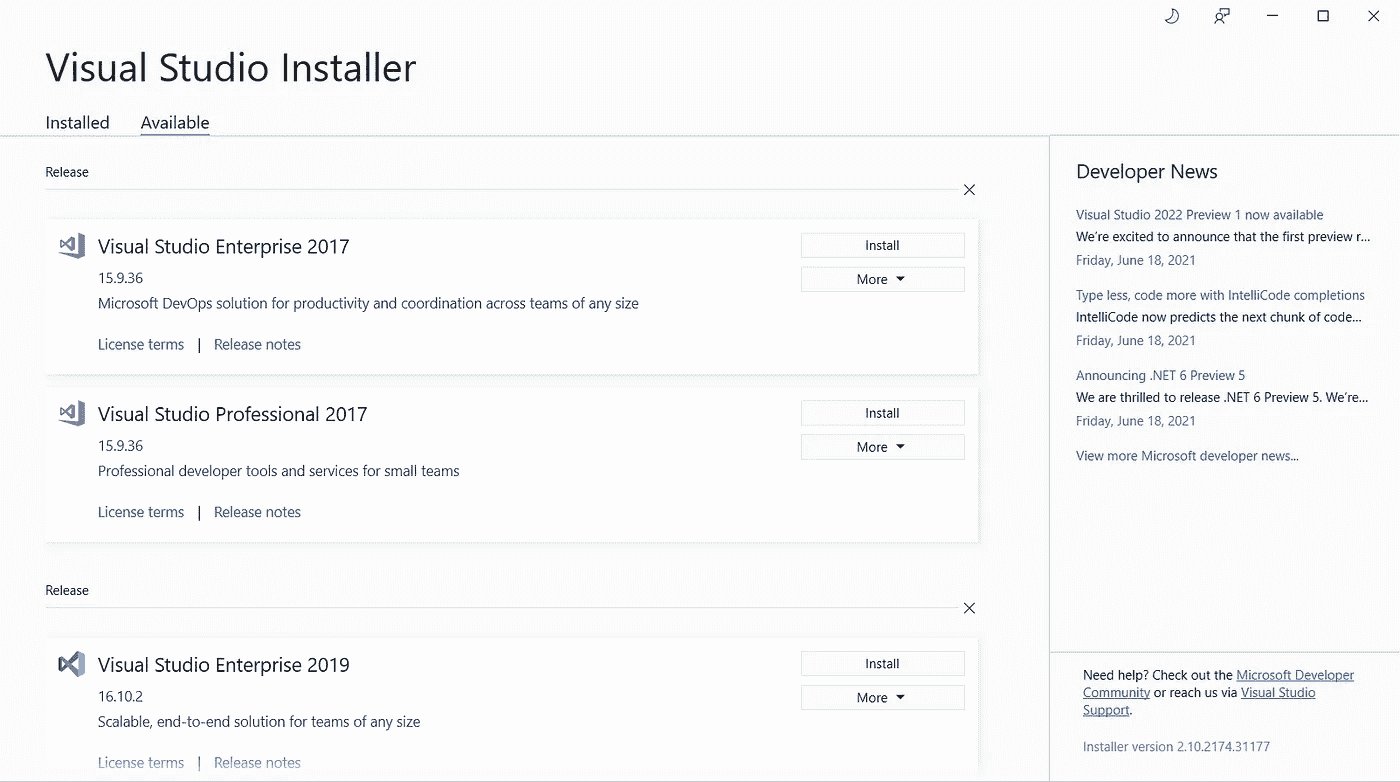 Visual Studio Installer
Installed
Available
Release
Visual Studio Enterprise 2017
15.9.36
Microsoft DevOps solution for productivity and coordination across teams of any size
License terms | Release notes
Install
More
Visual Studio Professional 2017
15.9.36
Professional developer tools and services for small teams
License terms | Release notes
Install
More
Release
Visual Studio Enterprise 2019
16.10.2
Scalable, end-to-end solution for teams of any size
License terms | Release notes
Install
More
Developer News
Visual Studio 2022 Preview 1 now available
We're excited to announce that the first preview r...
Friday, June 18, 2021
Type less, code more with IntelliCode completions
IntelliCode now predicts the next chunk of code...
Friday, June 18, 2021
Announcing .NET 6 Preview 5
We are thrilled to release .NET 6 Preview 5. We're...
Friday, June 18, 2021
View more Microsoft developer news...
Need help? Check out the Microsoft Developer
Community or reach us via Visual Studio
Support.
Installer version 2.10.2174.31177